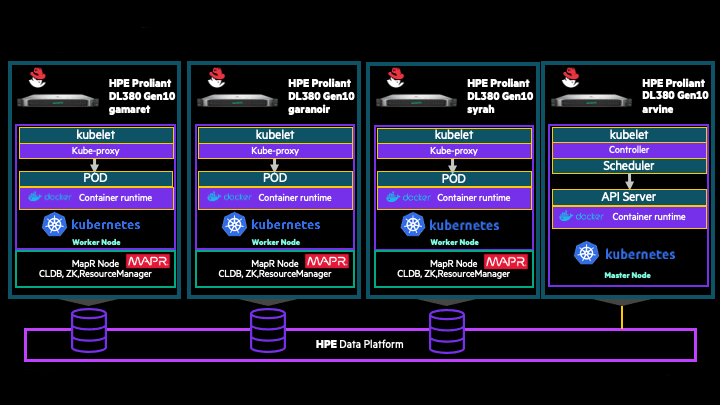 HPE Proliant
DL380 Gen10
gamaret
kubelet
Kube-proxy
POD
docker Container runtime
kubernetes
Worker Node
MapR Node MAPR
CLDB, ZK,ResourceManager
HPE Proliant
DL380 Gen10
garanoir
kubelet
Kube-proxy
POD
docker Container runtime
kubernetes
Worker Node
MapR Node MAPR
CLDB, ZK,ResourceManager
HPE Proliant
DL380 Gen10
syrah
kubelet
Kube-proxy
POD
docker Container runtime
kubernetes
Worker Node
MapR Node MAPR
CLDB, ZK,ResourceManager
HPE Proliant
DL380 Gen10
arvine
kubelet
Controller
Scheduler
API Server
docker Container runtime
kubernetes
Master Node
HPE Data Platform